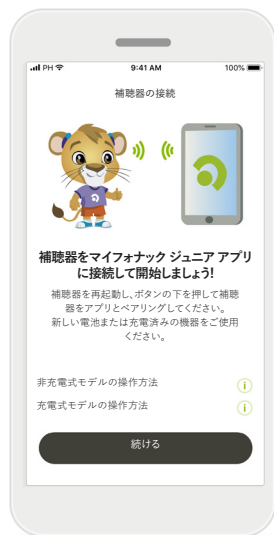 PH 9:41 AM 100%
補聴器の接続
補聴器をマイフォナック ジュニア アプリ
に接続して開始しましょう!
補聴器を再起動し、ボタンの下を押して補聴
器をアプリとペアリングしてください。
新しい電池または充電済みの機器をご使用
ください。
非充電式モデルの操作方法
充電式モデルの操作方法
続ける